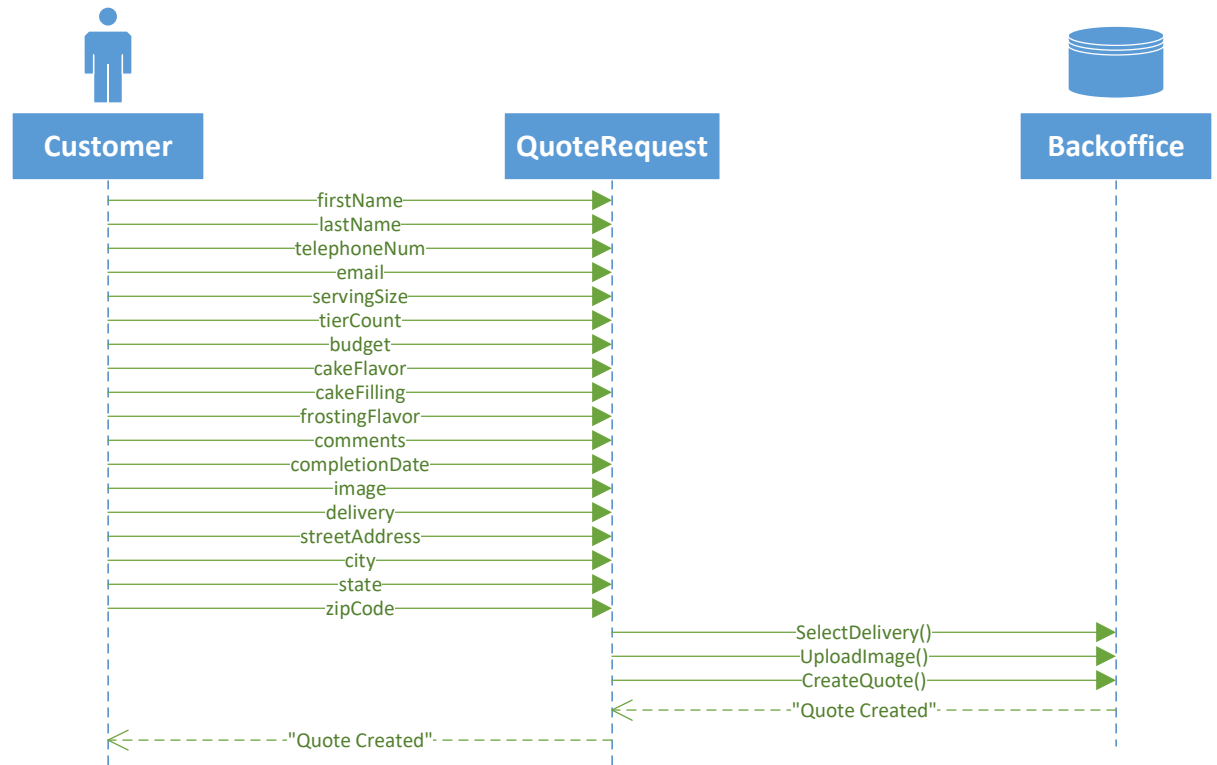 Customer
QuoteRequest
Backoffice
firstName
lastName
telephoneNum
email
servingSize
tierCount
budget
cakeFlavor
cakeFilling
frostingFlavor
comments
completionDate
image
delivery
streetAddress
city
state
zipCode
SelectDelivery()
UploadImage()
CreateQuote()
"Quote Created"
"Quote Created"